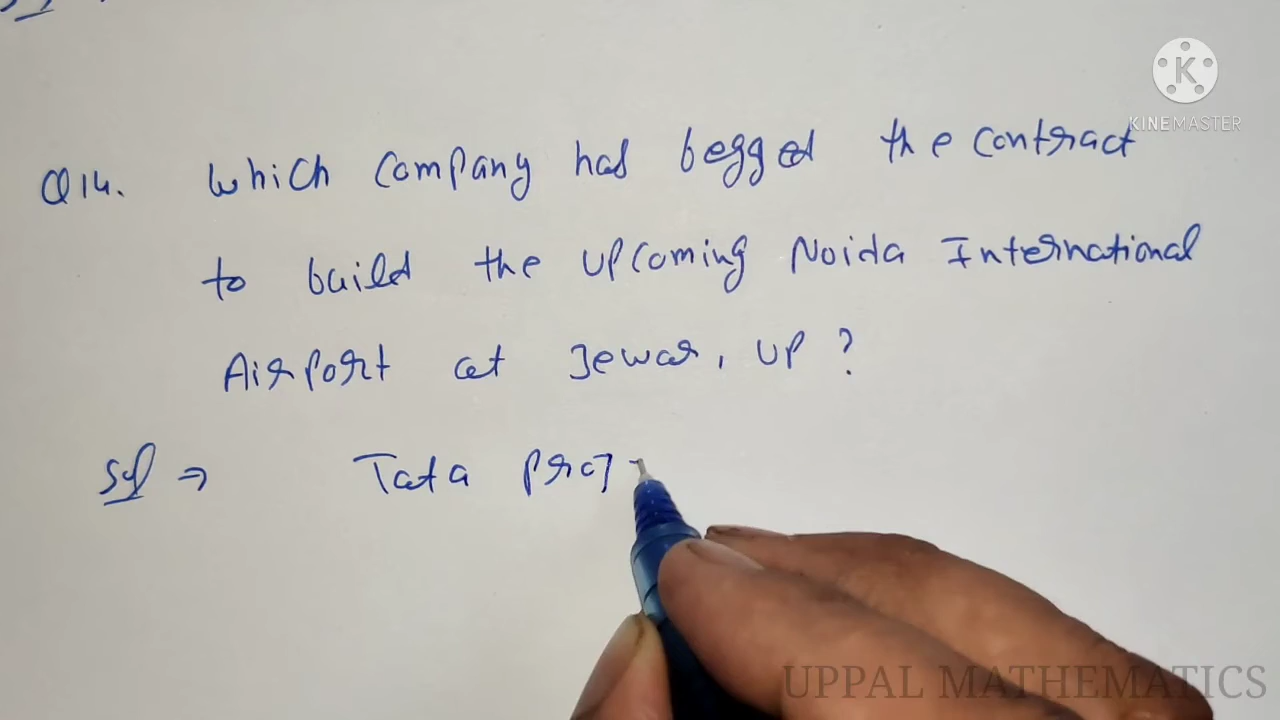 K
KINEMASTER
Q14. Which company has begged the contract
to build the upcoming Noida International
Airport at Jewar, UP?
Sol ⇒ Tata Proj
UPPAL MATHEMATICS